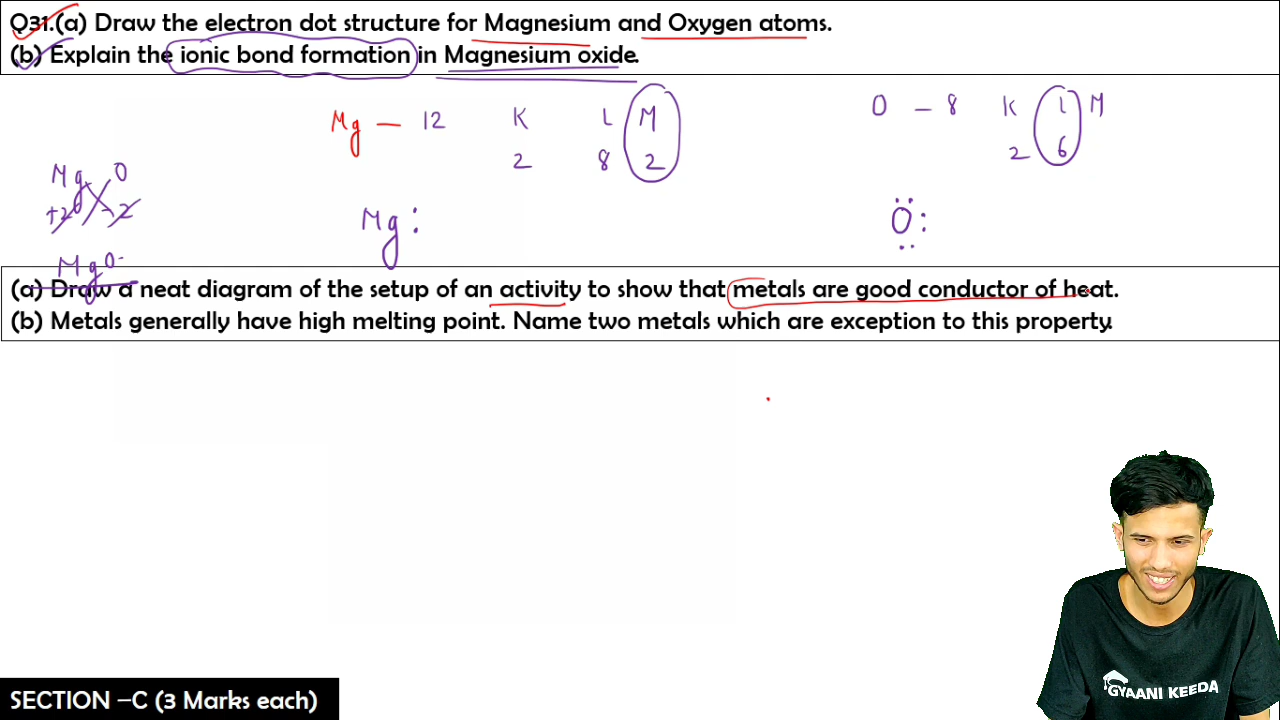 Q31.(a) Draw the electron dot structure for Magnesium and Oxygen atoms.
(b) Explain the ionic bond formation in Magnesium oxide.
Mg — 12 K L M
2 8 2
O – 8 K L M
2 6
Mg O
+2 -2
MgO
Mg:
O:
(a) Draw a neat diagram of the setup of an activity to show that metals are good conductor of heat.
(b) Metals generally have high melting point. Name two metals which are exception to this property.
GYAANI KEEDA
SECTION –C (3 Marks each)